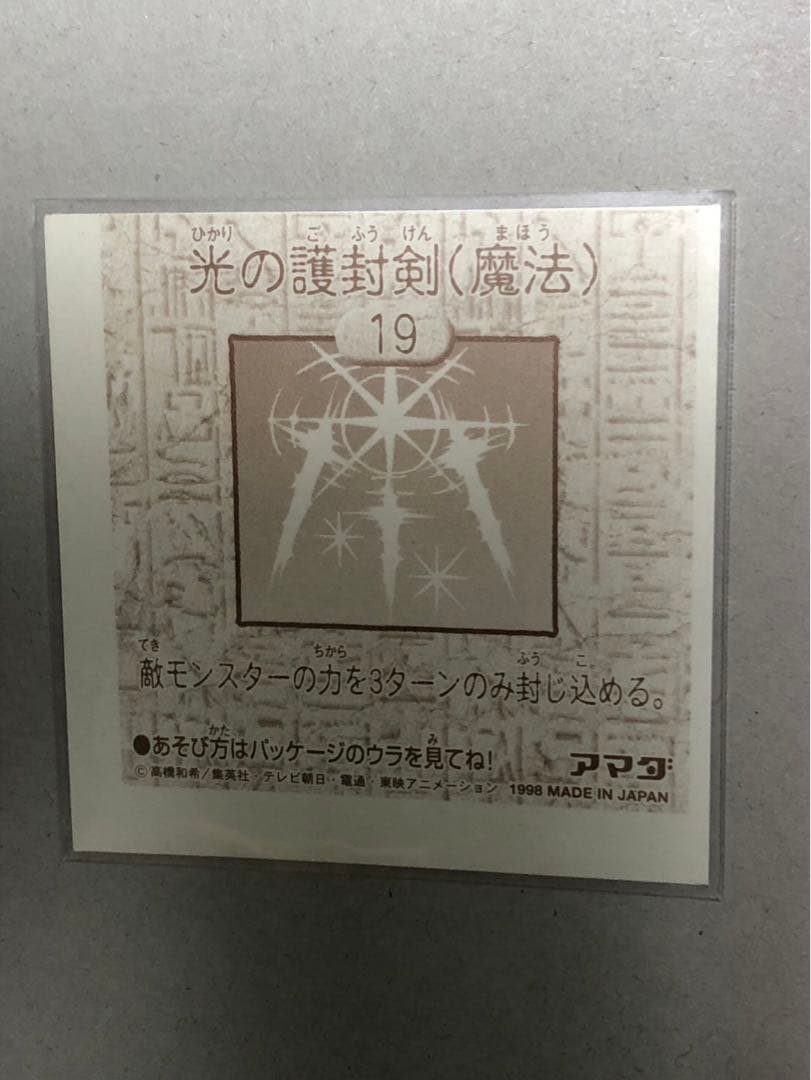 ひかり ご ふう けん まほう
光の護封剣(魔法)
19
てき ちから ふう こ
敵モンスターの力を3ターンのみ封じ込める。
かた み
●あそび方はパッケージのウラを見てね!
アマダ
©高橋和希/集英社・テレビ朝日・電通・東映アニメーション 1998 MADE IN JAPAN